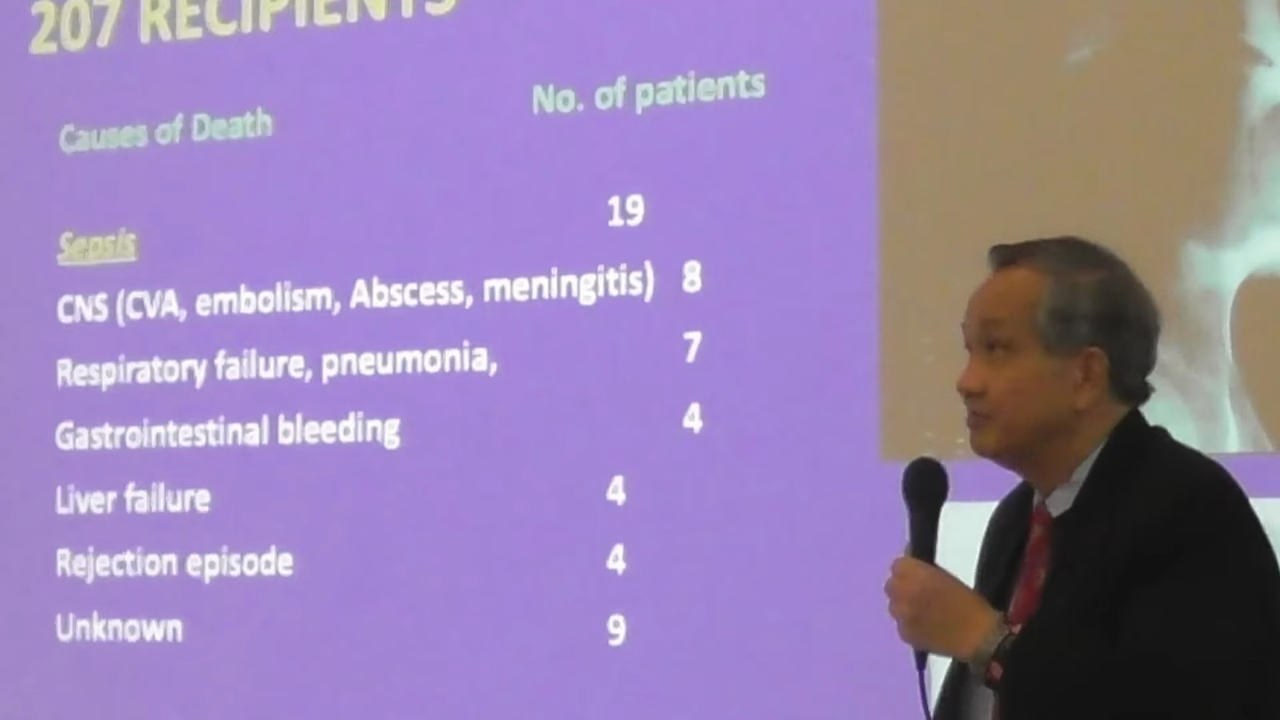 207 RECIPIENTS
Causes of Death No. of patients
Sepsis 19
CNS (CVA, embolism, Abscess, meningitis) 8
Respiratory failure, pneumonia, 7
Gastrointestinal bleeding 4
Liver failure 4
Rejection episode 4
Unknown 9